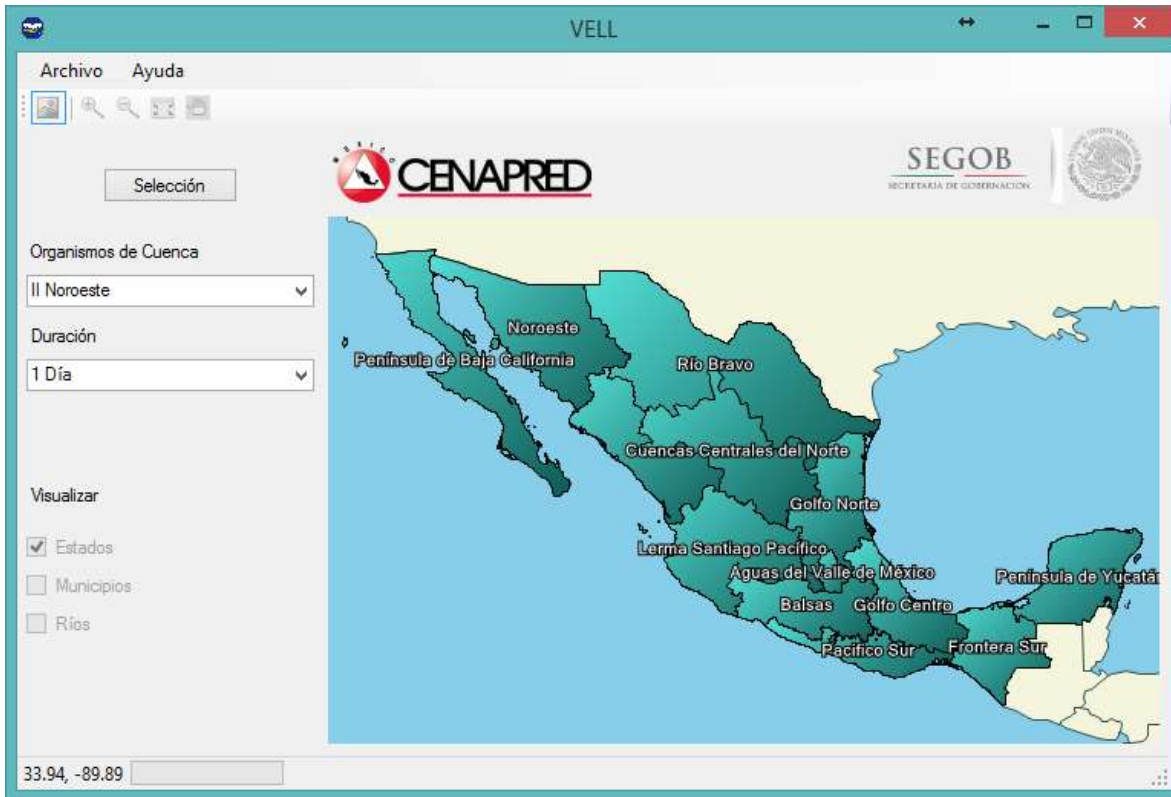 VELL
Archivo Ayuda
MÉXICO
CENAPRED
SEGOB
SECRETARÍA DE GOBERNACIÓN
Selección
Organismos de Cuenca
II Noroeste
Duración
1 Día
Visualizar
Estados
Municipios
Ríos
Noroeste
Península de Baja California
Río Bravo
Cuencas Centrales del Norte
Golfo Norte
Lerma Santiago Pacífico
Aguas del Valle de México
Península de Yucatá
Balsas
Golfo Centro
Pacífico Sur
Frontera Sur
33.94, -89.89